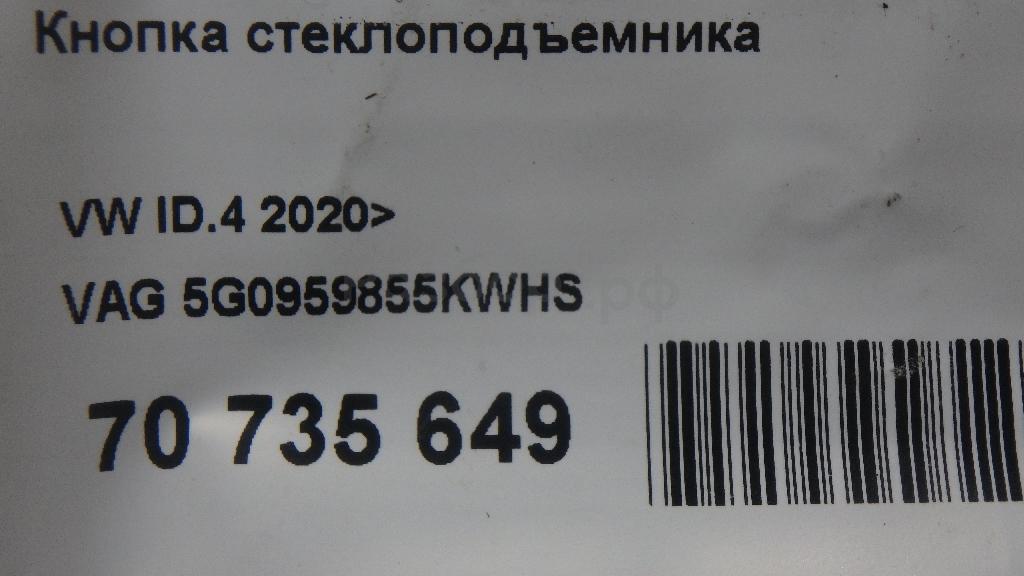 Кнопка стеклоподъемника
VW ID.4 2020>
VAG 5G0959855KWHS
70 735 649